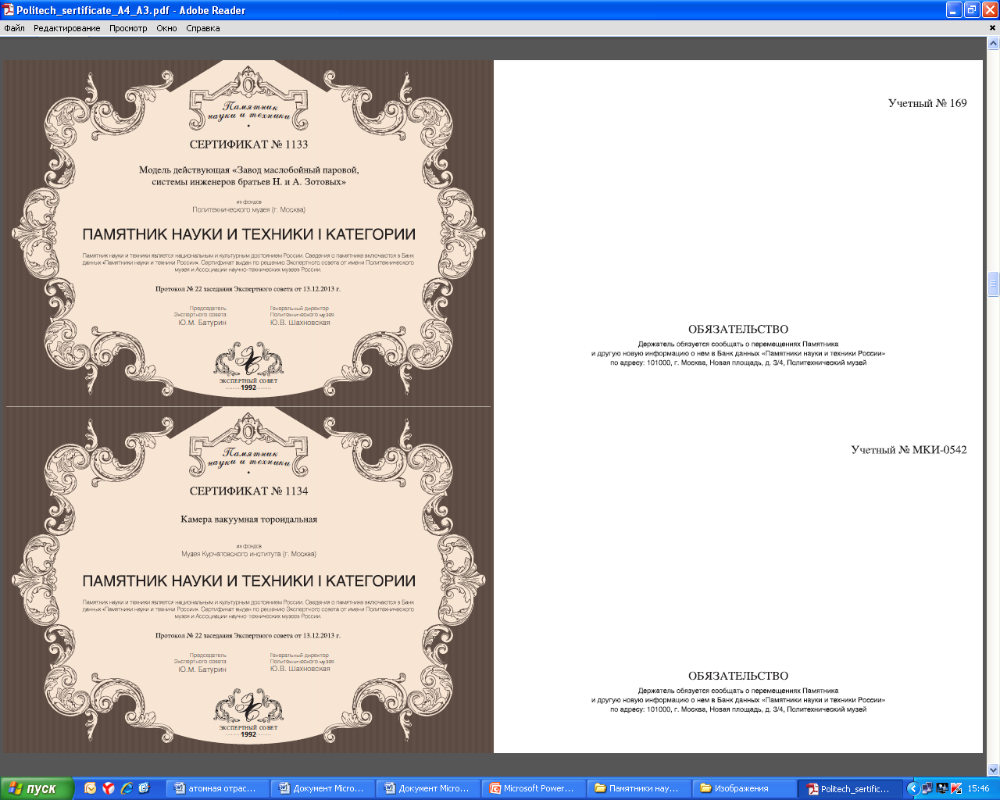 Politech_sertificate_A4_A3.pdf - Adobe Reader
Файл Редактирование Просмотр Окно Справка
Памятник
науки и техники
СЕРТИФИКАТ № 1133
Модель действующая «Завод маслобойный паровой,
системы инженеров братьев Н. и А. Зотовых»
из фондов
Политехнического музея (г. Москва)
ПАМЯТНИК НАУКИ И ТЕХНИКИ I КАТЕГОРИИ
Памятник науки и техники является национальным и культурным достоянием России. Сведения о памятнике включаются в Банк
данных «Памятники науки и техники России». Сертификат выдан по решению Экспертного совета от имени Политехнического
музея и Ассоциации научно-технических музеев России.
Протокол № 22 заседания Экспертного совета от 13.12.2013 г.
Председатель
Экспертного совета
Ю.М. Батурин
Генеральный директор
Политехнического музея
Ю.В. Шахновская
ЭКСПЕРТНЫЙ СОВЕТ
1992
Учетный № 169
ОБЯЗАТЕЛЬСТВО
Держатель обязуется сообщать о перемещениях Памятника
и другую новую информацию о нем в Банк данных «Памятники науки и техники России»
по адресу: 101000, г. Москва, Новая площадь, д. 3/4, Политехнический музей
Памятник
науки и техники
СЕРТИФИКАТ № 1134
Камера вакуумная тороидальная
из фондов
Музея Курчатовского института (г. Москва)
ПАМЯТНИК НАУКИ И ТЕХНИКИ I КАТЕГОРИИ
Памятник науки и техники является национальным и культурным достоянием России. Сведения о памятнике включаются в Банк
данных «Памятники науки и техники России». Сертификат выдан по решению Экспертного совета от имени Политехнического
музея и Ассоциации научно-технических музеев России.
Протокол № 22 заседания Экспертного совета от 13.12.2013 г.
Председатель
Экспертного совета
Ю.М. Батурин
Генеральный директор
Политехнического музея
Ю.В. Шахновская
ЭКСПЕРТНЫЙ СОВЕТ
1992
Учетный № МКИ-0542
ОБЯЗАТЕЛЬСТВО
Держатель обязуется сообщать о перемещениях Памятника
и другую новую информацию о нем в Банк данных «Памятники науки и техники России»
по адресу: 101000, г. Москва, Новая площадь, д. 3/4, Политехнический музей
пуск атомная отрас... Документ Micro... Документ Micro... Microsoft Power... Памятники нау... Изображения Politech_sertific... 15:46